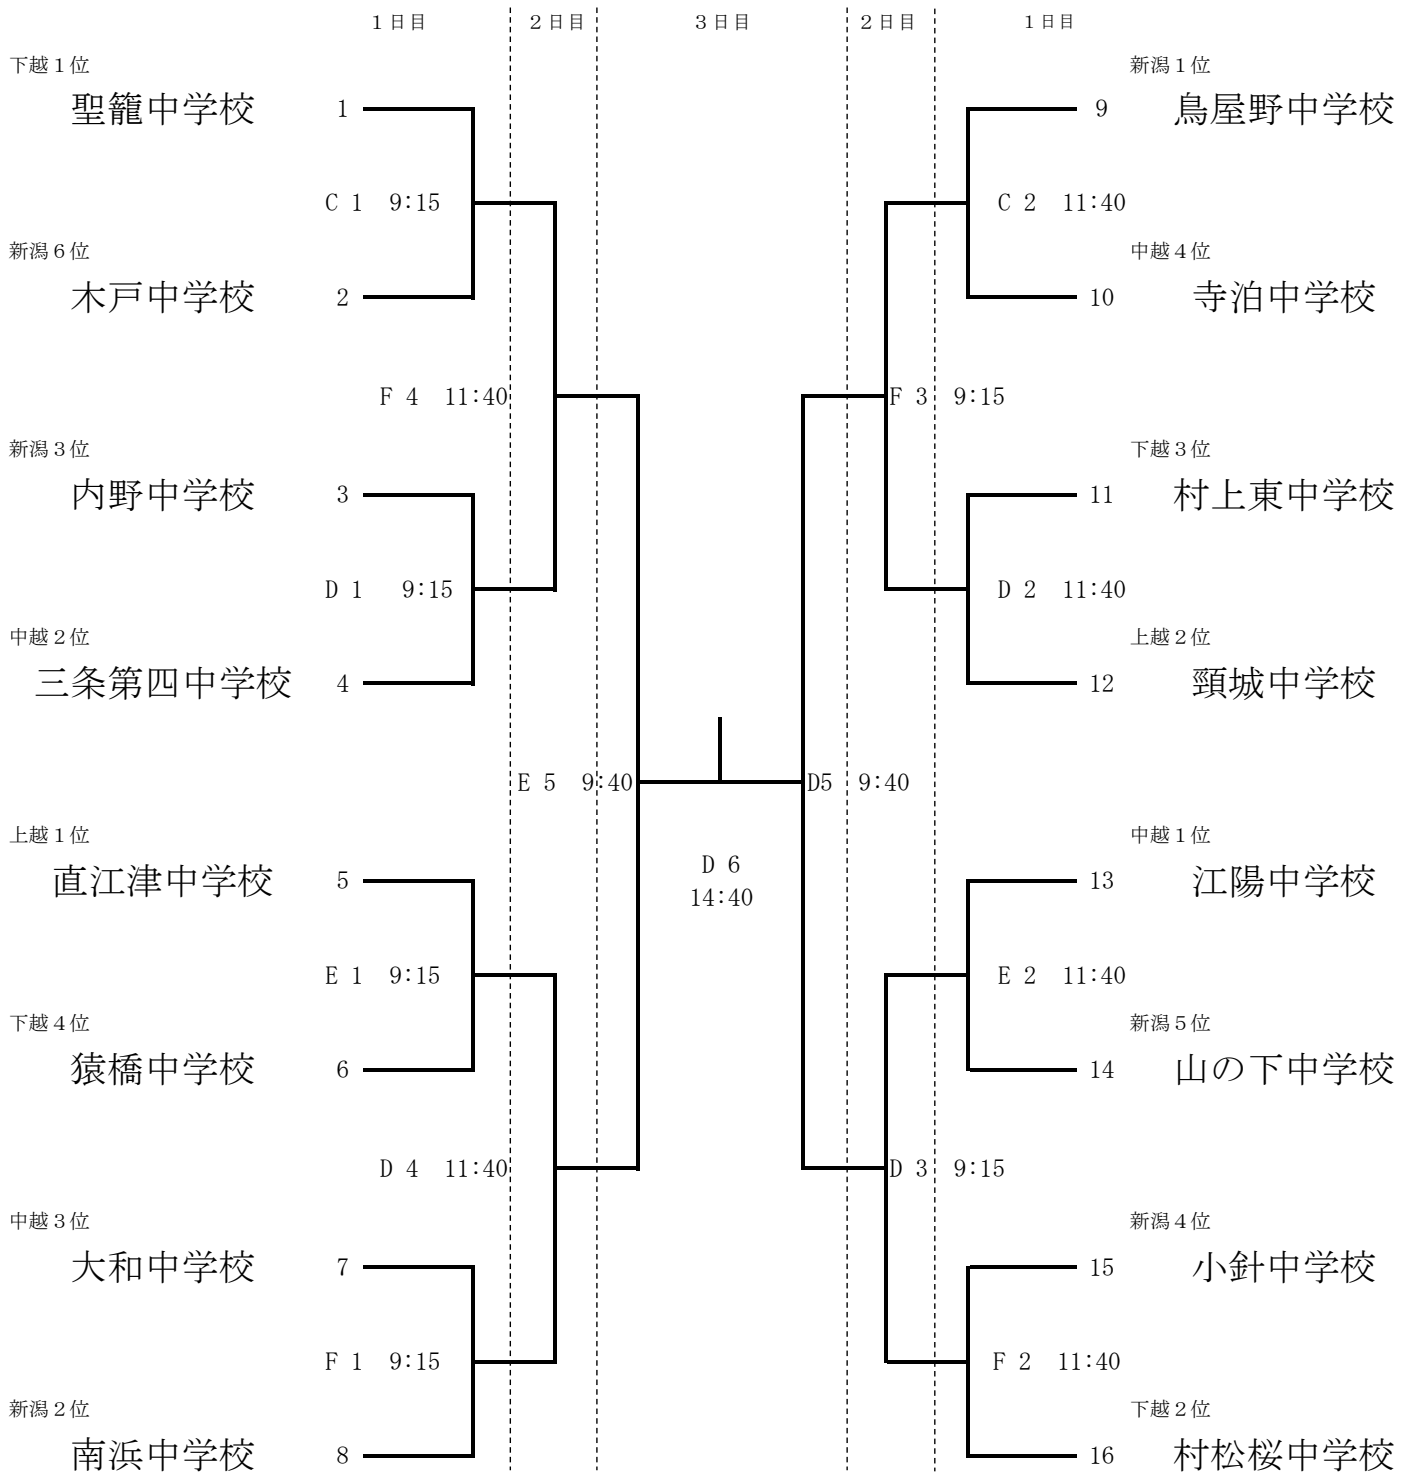 １日目 ２日目 ３日目 ２日目 １日目
下越１位 新潟１位
聖籠中学校 1 9 鳥屋野中学校
C 1 9:15 C 2 11:40
新潟６位 中越４位
木戸中学校 2 10 寺泊中学校
F 4 11:40 F 3 9:15
新潟３位 下越３位
内野中学校 3 11 村上東中学校
D 1 9:15 D 2 11:40
中越２位 上越２位
三条第四中学校 4 12 頸城中学校
E 5 9:40 D5 9:40
上越１位 中越１位
D 6
直江津中学校 5 13 江陽中学校
14:40
E 1 9:15 E 2 11:40
下越４位 新潟５位
猿橋中学校 6 14 山の下中学校
D 4 11:40 D 3 9:15
中越３位 新潟４位
大和中学校 7 15 小針中学校
F 1 9:15 F 2 11:40
新潟２位 下越２位
南浜中学校 8 16 村松桜中学校